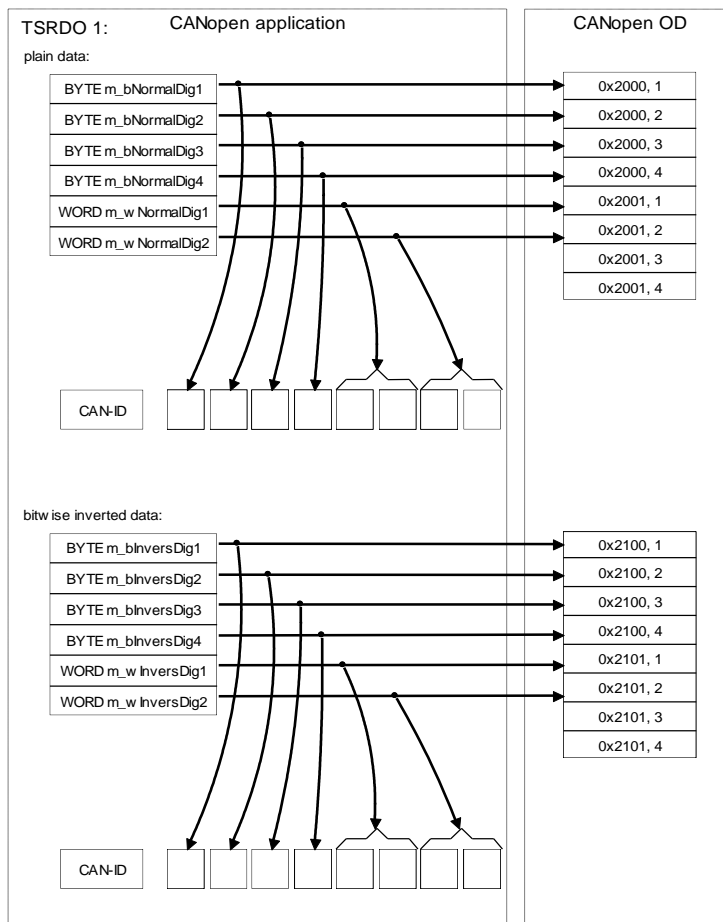 TSRDO 1:
CANopen application
CANopen OD
plain data:
BYTE m_bNormalDig1
0x2000, 1
BYTE m_bNormalDig2
0x2000, 2
BYTE m_bNormalDig3
0x2000, 3
BYTE m_bNormalDig4
0x2000, 4
WORD m_w NormalDig1
0x2001, 1
WORD m_w NormalDig2
0x2001, 2
0x2001, 3
0x2001, 4
CAN-ID
bitw ise inverted data:
BYTE m_bInversDig1
0x2100, 1
BYTE m_bInversDig2
0x2100, 2
BYTE m_bInversDig3
0x2100, 3
BYTE m_bInversDig4
0x2100, 4
WORD m_w InversDig1
0x2101, 1
WORD m_w InversDig2
0x2101, 2
0x2101, 3
0x2101, 4
CAN-ID